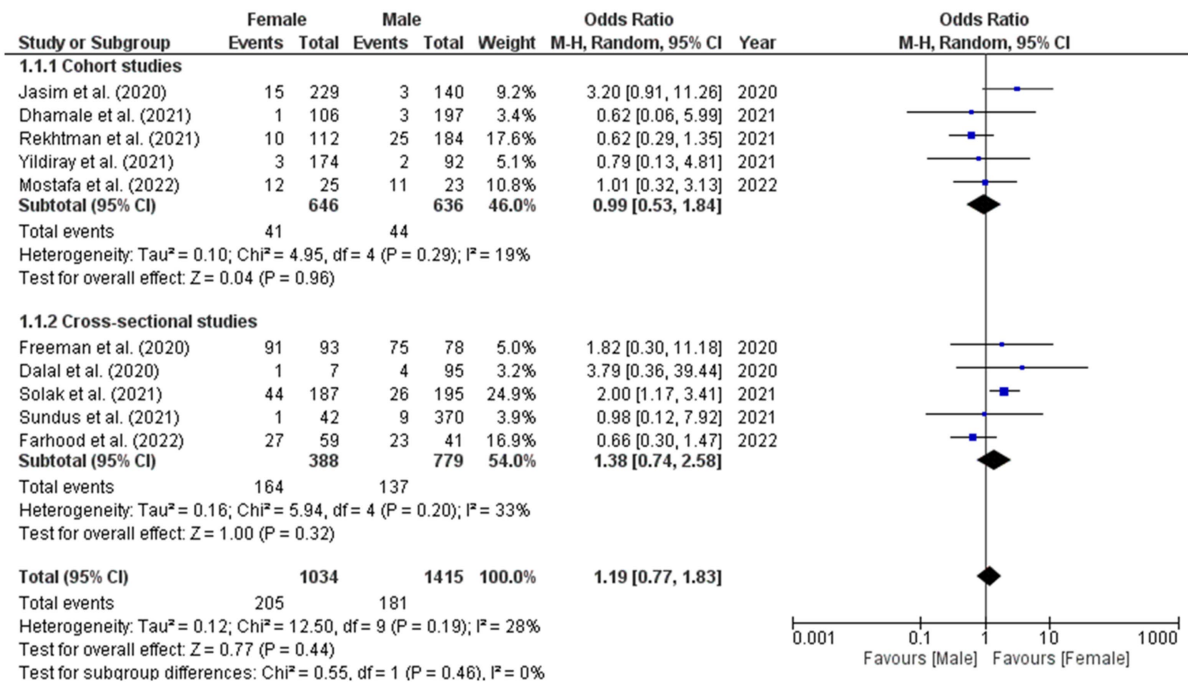 Female Male Odds Ratio Odds Ratio
Study or Subgroup Events Total Events Total Weight M-H, Random, 95% CI Year M-H, Random, 95% CI
1.1.1 Cohort studies
Jasim et al. (2020) 15 229 3 140 9.2% 3.20 [0.91, 11.26] 2020
Dhamale et al. (2021) 1 106 3 197 3.4% 0.62 [0.06, 5.99] 2021
Rekhtman et al. (2021) 10 112 25 184 17.6% 0.62 [0.29, 1.35] 2021
Yildiray et al. (2021) 3 174 2 92 5.1% 0.79 [0.13, 4.81] 2021
Mostafa et al. (2022) 12 25 11 23 10.8% 1.01 [0.32, 3.13] 2022
Subtotal (95% CI) 646 636 46.0% 0.99 [0.53, 1.84]
Total events 41 44
Heterogeneity: Tau² = 0.10; Chi² = 4.95, df = 4 (P = 0.29); I² = 19%
Test for overall effect: Z = 0.04 (P = 0.96)
1.1.2 Cross-sectional studies
Freeman et al. (2020) 91 93 75 78 5.0% 1.82 [0.30, 11.18] 2020
Dalal et al. (2020) 1 7 4 95 3.2% 3.79 [0.36, 39.44] 2020
Solak et al. (2021) 44 187 26 195 24.9% 2.00 [1.17, 3.41] 2021
Sundus et al. (2021) 1 42 9 370 3.9% 0.98 [0.12, 7.92] 2021
Farhood et al. (2022) 27 59 23 41 16.9% 0.66 [0.30, 1.47] 2022
Subtotal (95% CI) 388 779 54.0% 1.38 [0.74, 2.58]
Total events 164 137
Heterogeneity: Tau² = 0.16; Chi² = 5.94, df = 4 (P = 0.20); I² = 33%
Test for overall effect: Z = 1.00 (P = 0.32)
Total (95% CI) 1034 1415 100.0% 1.19 [0.77, 1.83]
Total events 205 181
Heterogeneity: Tau² = 0.12; Chi² = 12.50, df = 9 (P = 0.19); I² = 28%
Test for overall effect: Z = 0.77 (P = 0.44)
Test for subgroup differences: Chi² = 0.55, df = 1 (P = 0.46), I² = 0%
0.001 0.1 1 10 1000
Favours [Male] Favours [Female]